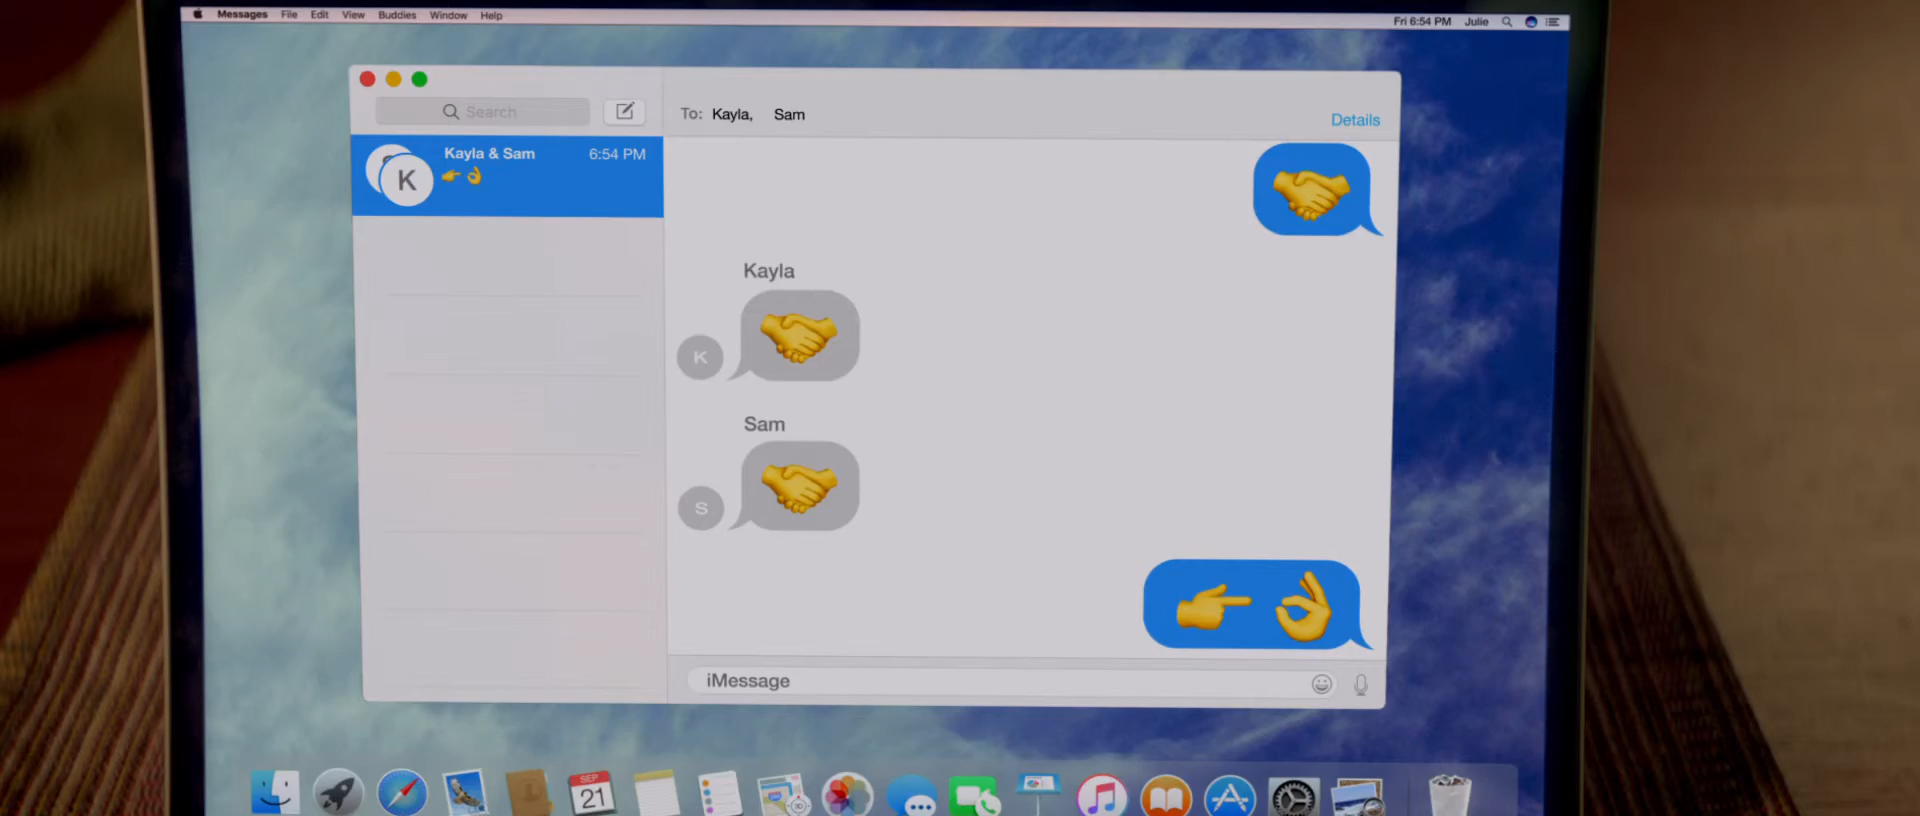 Messages File Edit View Buddies Window Help
Fri 6:54 PM Julie
Search
To: Kayla, Sam
Details
Kayla & Sam 6:54 PM
K
Kayla
K
Sam
S
iMessage
SEP
21